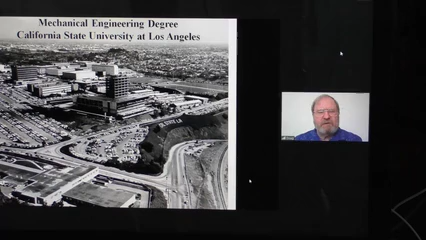 Mechanical Engineering Degree
California State University at Los Angeles